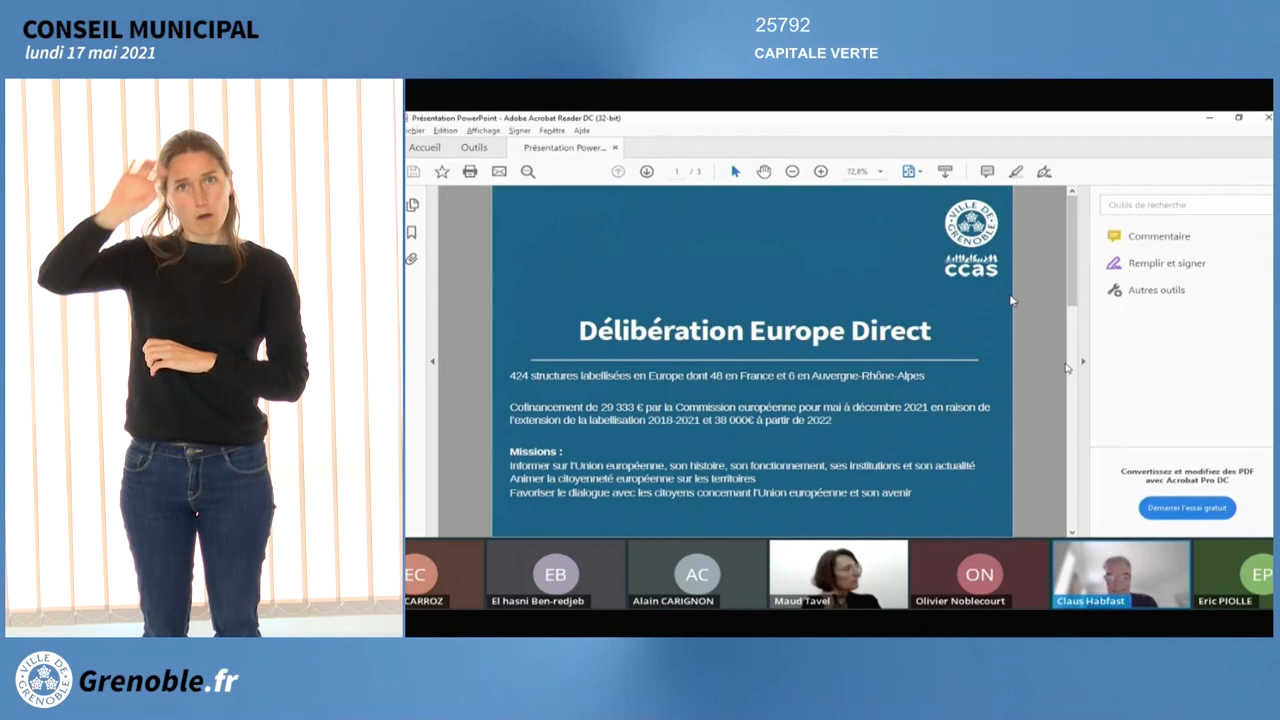 CONSEIL MUNICIPAL
lundi 17 mai 2021
25792
CAPITALE VERTE
Présentation PowerPoint - Adobe Acrobat Reader DC (32-bit)
ichier Edition Affichage Signer Fenêtre Aide
Accueil Outils Présentation Power... ×
1 / 3 72,8%
Outils de recherche
Commentaire
Remplir et signer
Autres outils
VILLE DE GRENOBLE
ccas
Délibération Europe Direct
424 structures labellisées en Europe dont 48 en France et 6 en Auvergne-Rhône-Alpes
Cofinancement de 29 333 € par la Commission européenne pour mai à décembre 2021 en raison de
l'extension de la labellisation 2018-2021 et 38 000€ à partir de 2022
Missions :
Informer sur l'Union européenne, son histoire, son fonctionnement, ses institutions et son actualité
Animer la citoyenneté européenne sur les territoires
Favoriser le dialogue avec les citoyens concernant l'Union européenne et son avenir
Convertissez et modifiez des PDF
avec Acrobat Pro DC
Démarrer l'essai gratuit
EC EB AC ON EP
CARROZ El hasni Ben-redjeb Alain CARIGNON Maud Tavel Olivier Noblecourt Claus Habfast Eric PIOLLE
VILLE DE GRENOBLE
Grenoble.fr